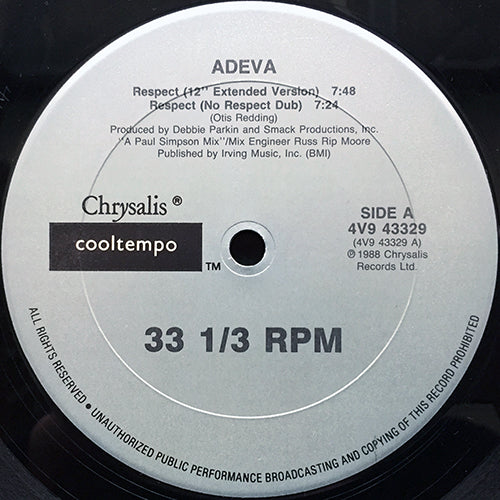 ADEVA
Respect (12" Extended Version) 7:48
Respect (No Respect Dub) 7:24
(Otis Redding)
Produced by Debbie Parkin and Smack Productions, Inc.
"A Paul Simpson Mix"/Mix Engineer Russ Rip Moore
Published by Irving Music, Inc. (BMI)
Chrysalis ®
cooltempo
TM
SIDE A
4V9 43329
(4V9 43329 A)
℗ 1988 Chrysalis
Records Ltd.
33 1/3 RPM
ALL RIGHTS RESERVED • UNAUTHORIZED PUBLIC PERFORMANCE BROADCASTING AND COPYING OF THIS RECORD PROHIBITED